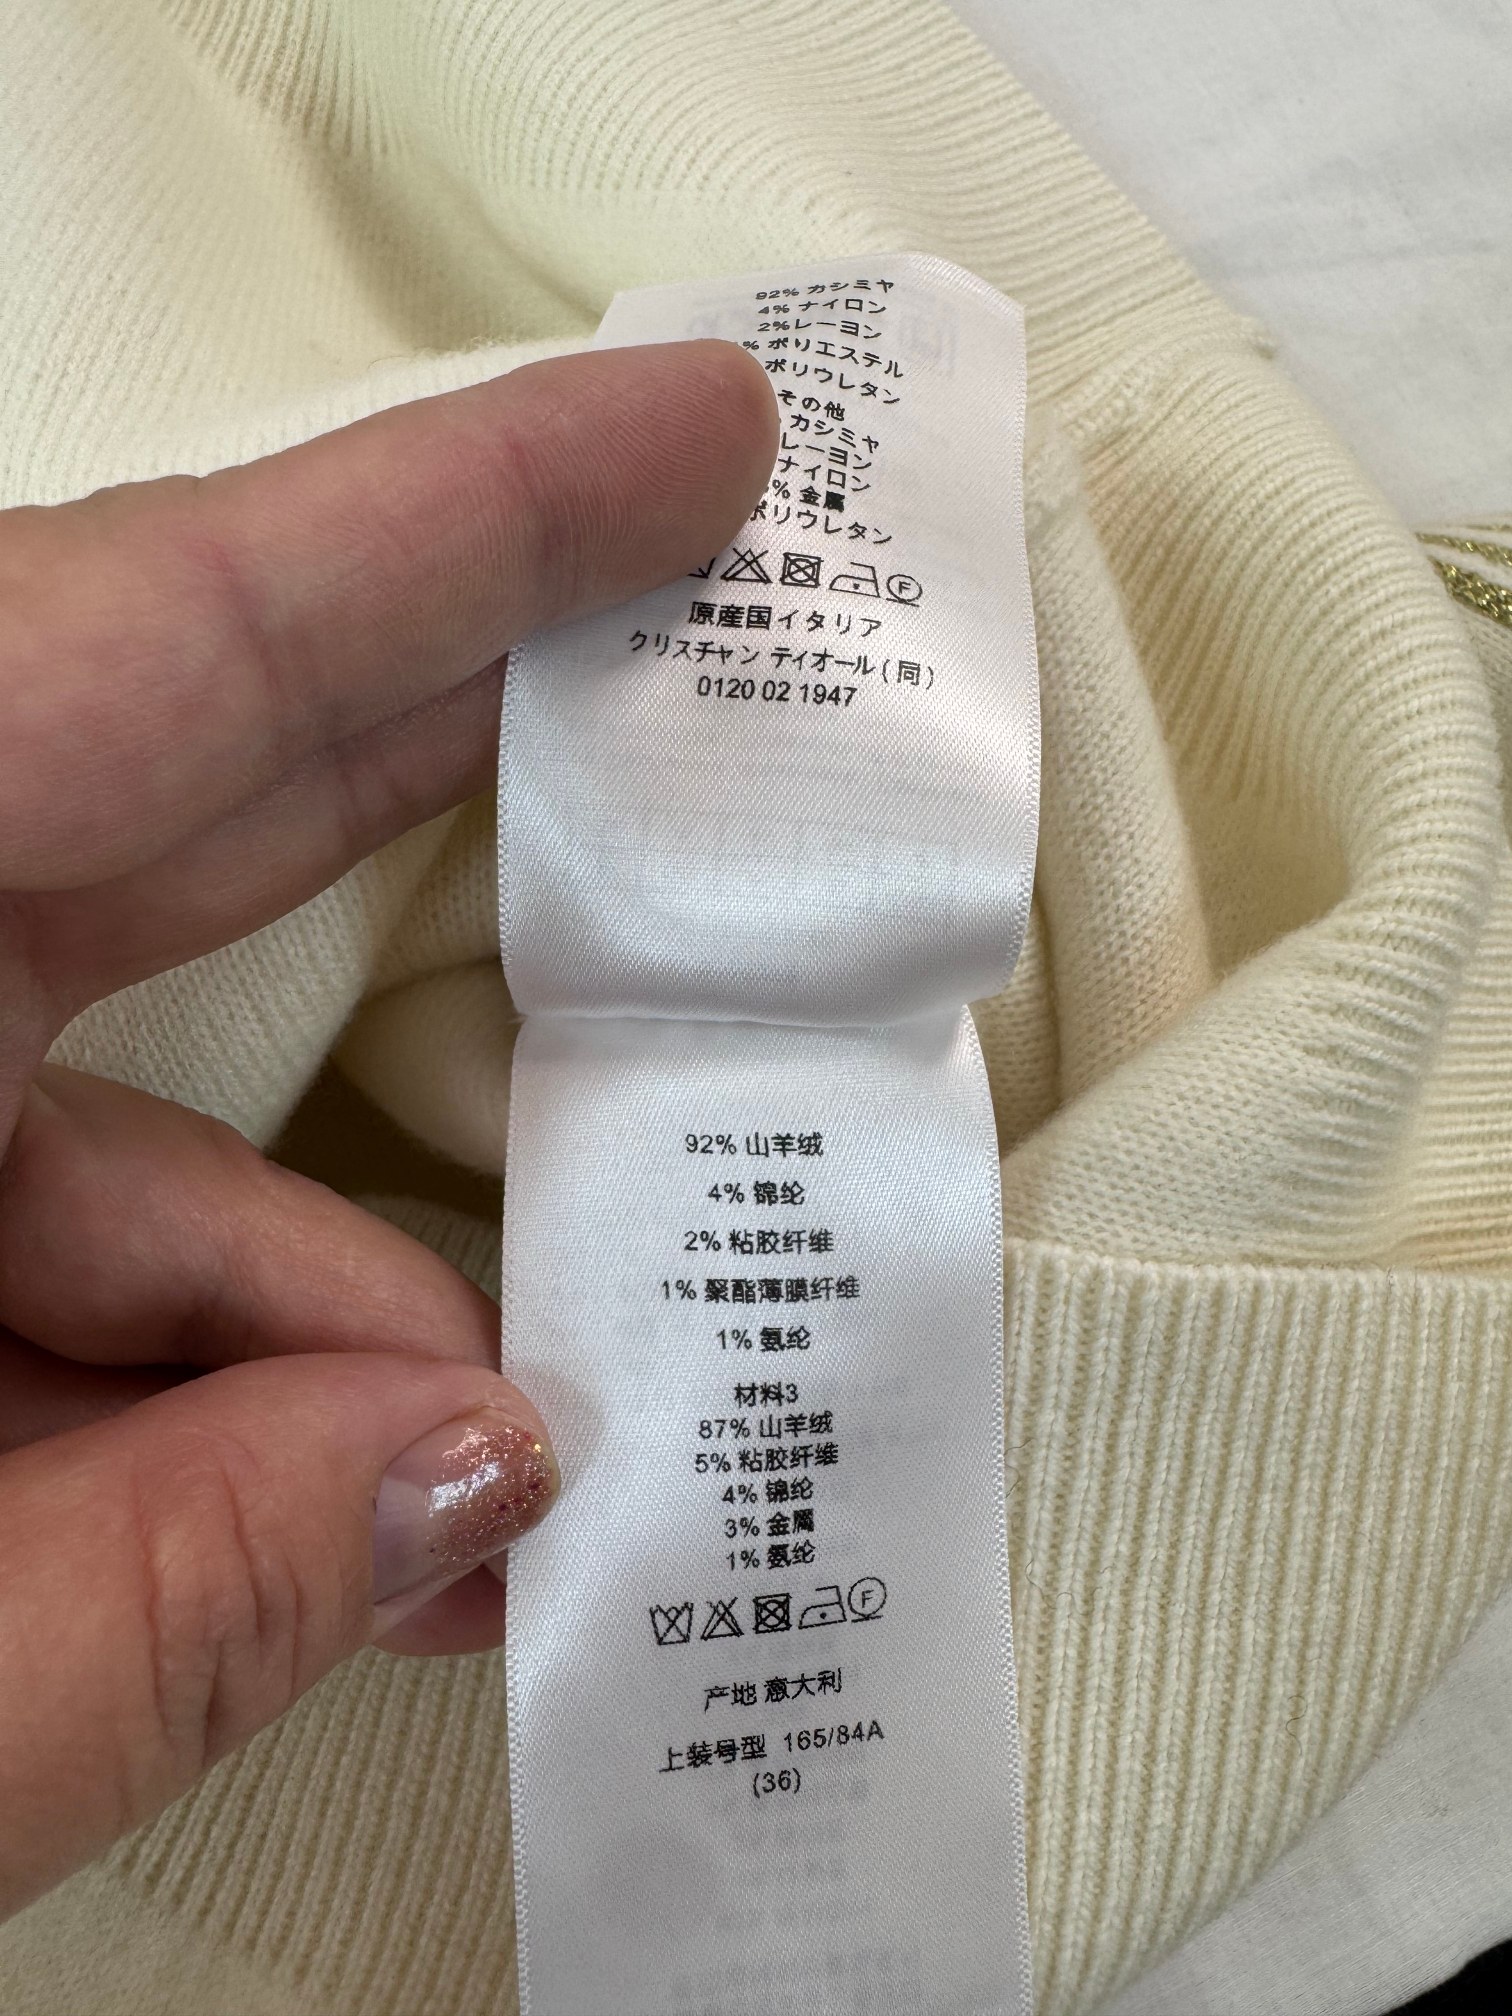 92% カシミヤ
4% ナイロン
2%レーヨン
% ポリエステル
ポリウレタン
その他
カシミヤ
レーヨン
ナイロン
% 金属
ポリウレタン
F
原産国イタリア
クリスチャン ディオール(同)
0120 02 1947
92% 山羊绒
4% 锦纶
2% 粘胶纤维
1% 聚酯薄膜纤维
1% 氨纶
材料3
87% 山羊绒
5% 粘胶纤维
4% 锦纶
3% 金属
1% 氨纶
F
产地 意大利
上装号型 165/84A
(36)